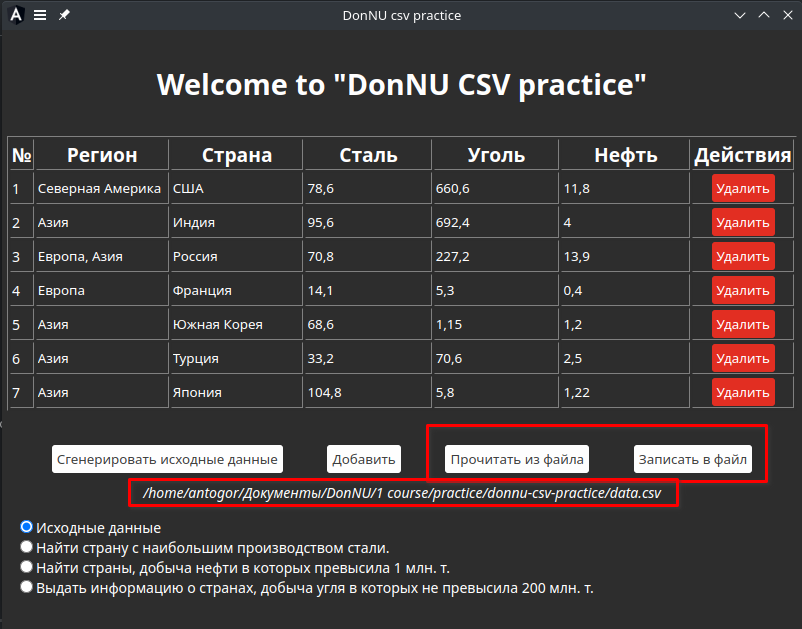 DonNU csv practice
Welcome to "DonNU CSV practice"
№ Регион Страна Сталь Уголь Нефть Действия
1 Северная Америка США 78,6 660,6 11,8 Удалить
2 Азия Индия 95,6 692,4 4 Удалить
3 Европа, Азия Россия 70,8 227,2 13,9 Удалить
4 Европа Франция 14,1 5,3 0,4 Удалить
5 Азия Южная Корея 68,6 1,15 1,2 Удалить
6 Азия Турция 33,2 70,6 2,5 Удалить
7 Азия Япония 104,8 5,8 1,22 Удалить
Сгенерировать исходные данные Добавить Прочитать из файла Записать в файл
/home/antogor/Документы/DonNU/1 course/practice/donnu-csv-practice/data.csv
Исходные данные
Найти страну с наибольшим производством стали.
Найти страны, добыча нефти в которых превысила 1 млн. т.
Выдать информацию о странах, добыча угля в которых не превысила 200 млн. т.